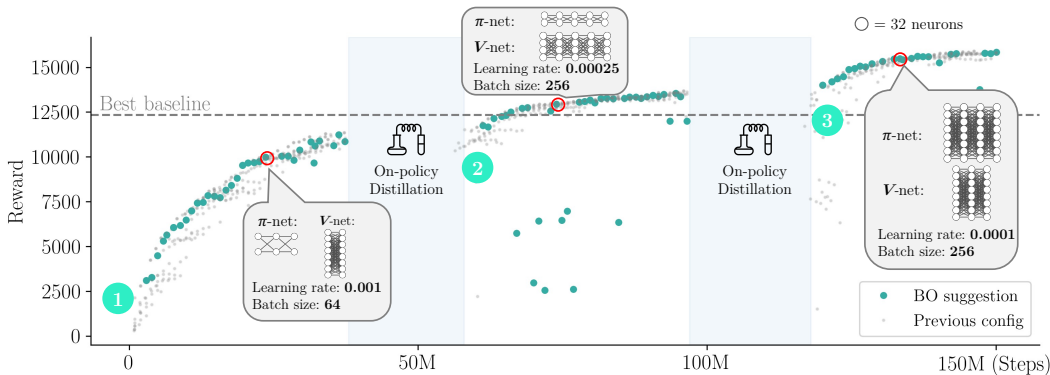 = 32 neurons
π-net:
V-net:
Learning rate: 0.00025
Batch size: 256
Reward
15000
12500
10000
7500
5000
2500
0
Best baseline
On-policy
Distillation
On-policy
Distillation
1
2
3
π-net: V-net:
Learning rate: 0.001
Batch size: 64
π-net:
V-net:
Learning rate: 0.0001
Batch size: 256
BO suggestion
Previous config
0 50M 100M 150M (Steps)